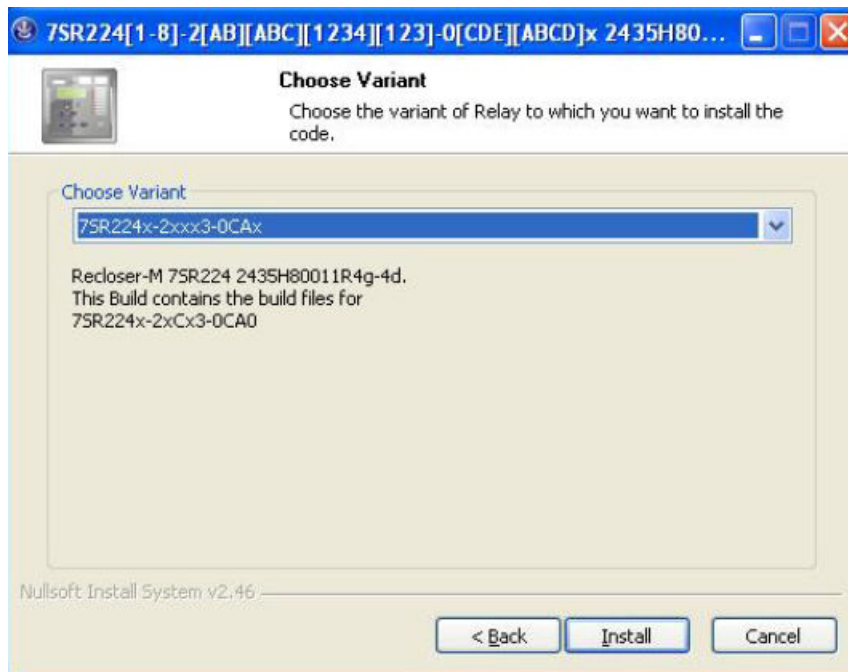 7SR224[1-8]-2[AB][ABC][1234][123]-0[CDE][ABCD]x 2435H80...
Choose Variant
Choose the variant of Relay to which you want to install the
code.
Choose Variant
7SR224x-2xxx3-0CAx
Recloser-M 7SR224 2435H80011R4g-4d.
This Build contains the build files for
7SR224x-2xCx3-0CA0
Nullsoft Install System v2.46
< Back
Install
Cancel